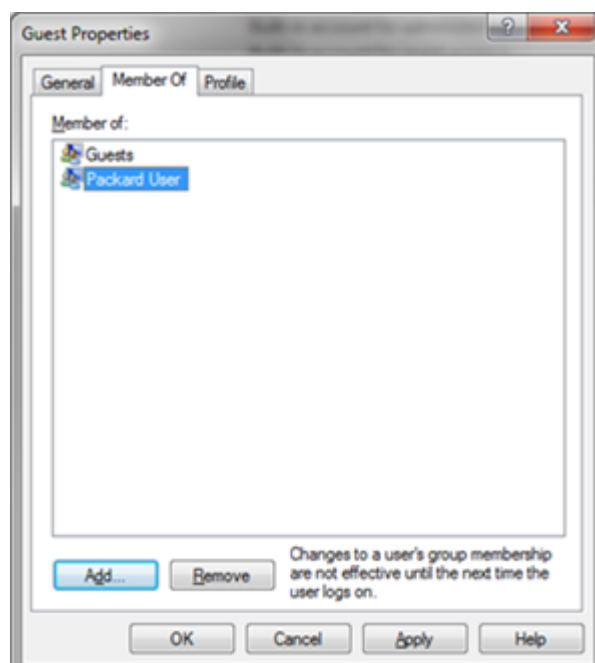 Guest Properties
General Member Of Profile
Member of:
Guests
Packard User
Add... Remove
Changes to a user's group membership
are not effective until the next time the
user logs on.
OK Cancel Apply Help